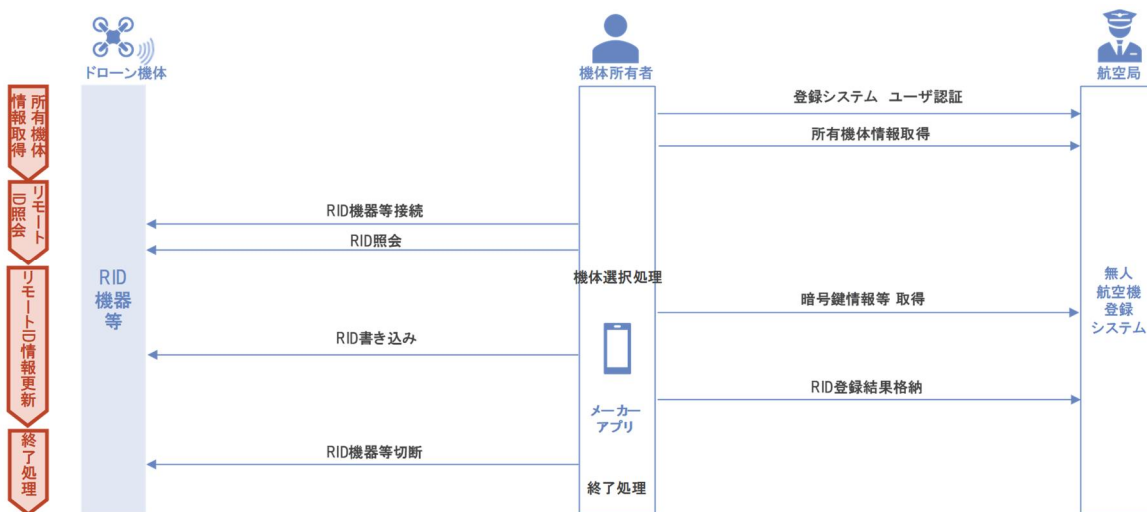 ドローン機体
機体所有者
航空局
所有機体
情報取得
登録システム ユーザ認証
所有機体情報取得
リモート
ID照会
RID機器等接続
RID照会
リモートID情報更新
RID
機器
等
機体選択処理
無人
航空機
登録
システム
暗号鍵情報等 取得
RID書き込み
RID登録結果格納
メーカー
アプリ
終了処理
RID機器等切断
終了処理